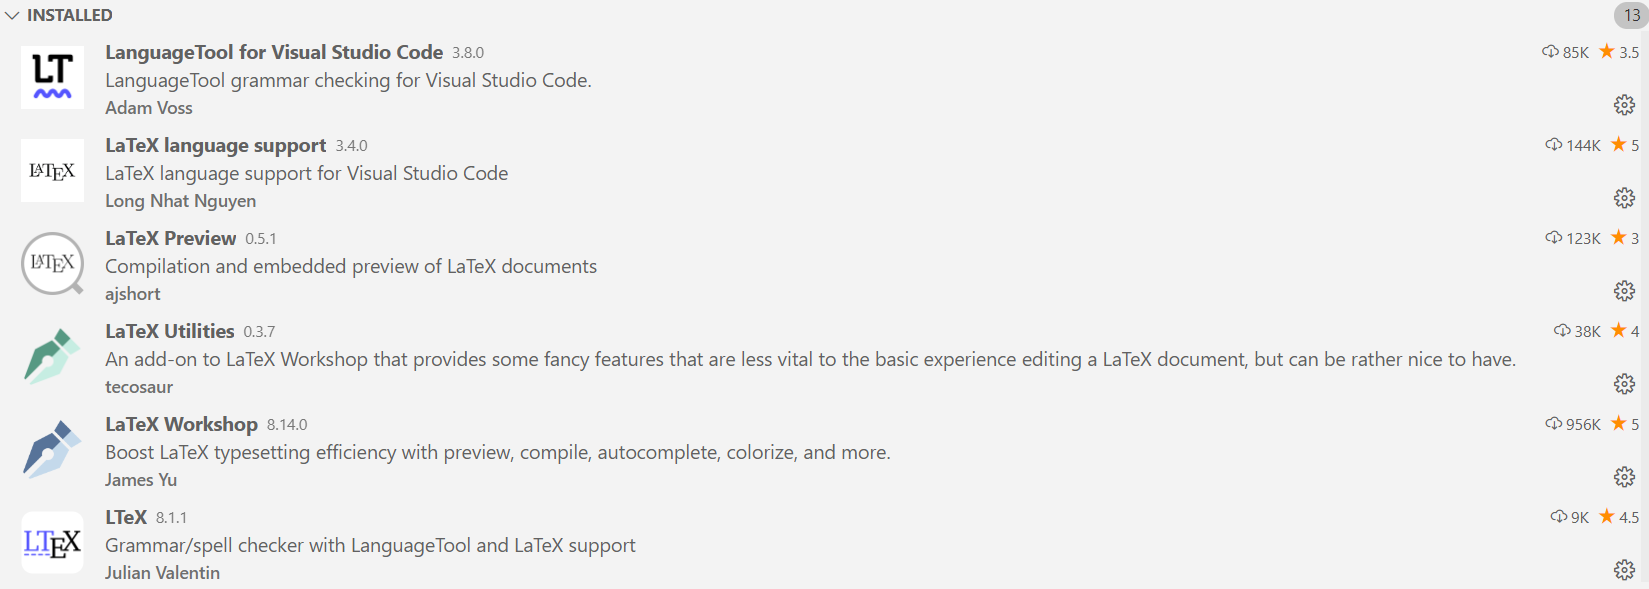 INSTALLED 13
LanguageTool for Visual Studio Code 3.8.0 85K 3.5
LT
LanguageTool grammar checking for Visual Studio Code.
Adam Voss
LaTeX language support 3.4.0 144K 5
LATEX
LaTeX language support for Visual Studio Code
Long Nhat Nguyen
LaTeX Preview 0.5.1 123K 3
LATEX
Compilation and embedded preview of LaTeX documents
ajshort
LaTeX Utilities 0.3.7 38K 4
An add-on to LaTeX Workshop that provides some fancy features that are less vital to the basic experience editing a LaTeX document, but can be rather nice to have.
tecosaur
LaTeX Workshop 8.14.0 956K 5
Boost LaTeX typesetting efficiency with preview, compile, autocomplete, colorize, and more.
James Yu
LTeX 8.1.1 9K 4.5
LTEX
Grammar/spell checker with LanguageTool and LaTeX support
Julian Valentin